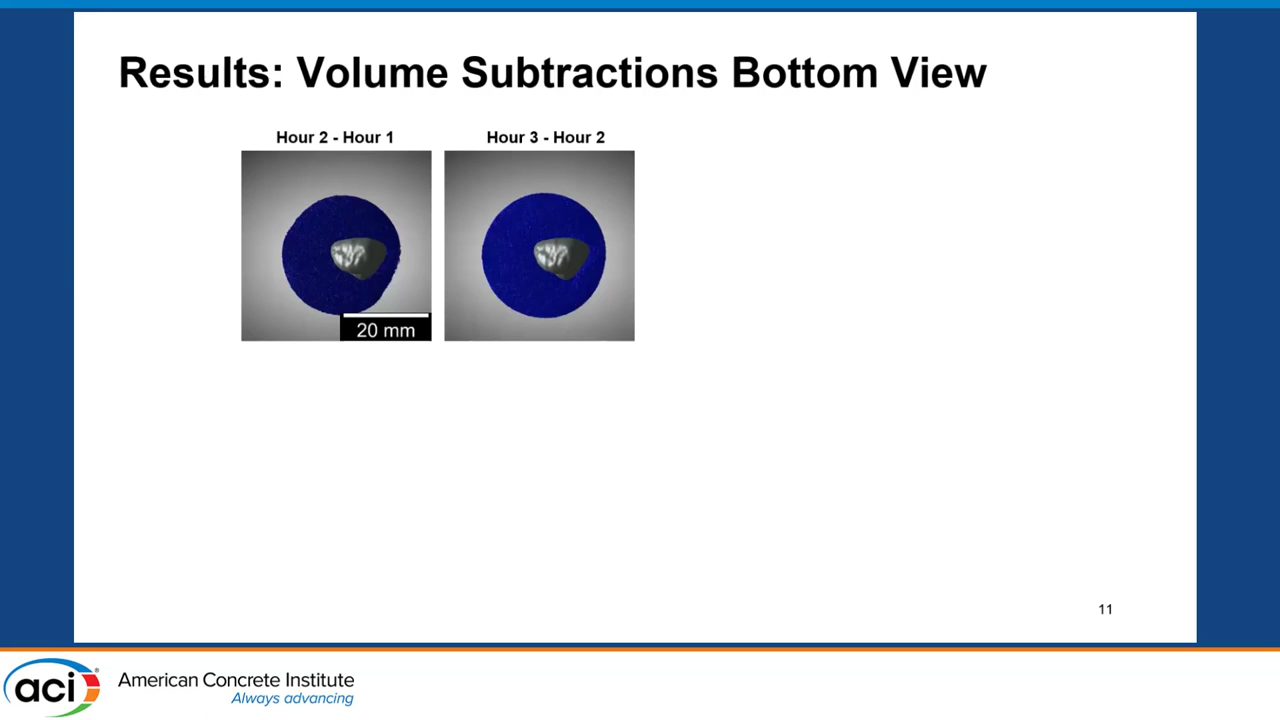 Results: Volume Subtractions Bottom View
Hour 2 - Hour 1
Hour 3 - Hour 2
20 mm
11
aci®
American Concrete Institute
Always advancing